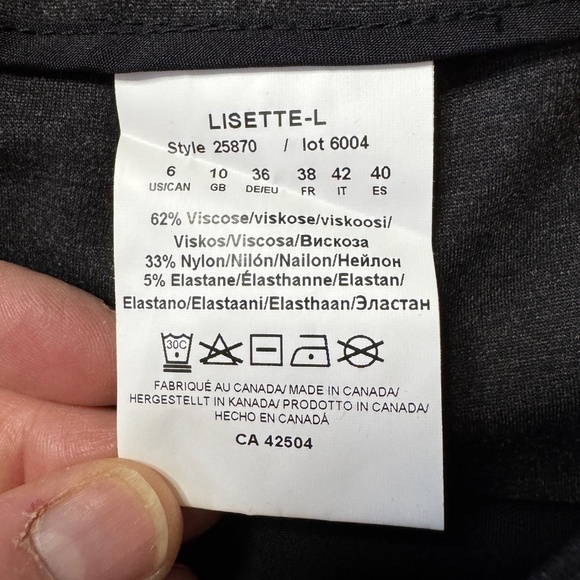 LISETTE-L
Style 25870 / lot 6004
6 10 36 38 42 40
US/CAN GB DE/EU FR IT ES
62% Viscose/viskose/viskoosi/
Viskos/Viscosa/Вискоза
33% Nylon/Nilón/Nailon/Нейлон
5% Elastane/Élasthanne/Elastan/
Elastano/Elastaani/Elasthaan/Эластан
30C
FABRIQUÉ AU CANADA/ MADE IN CANADA/
HERGESTELLT IN KANADA/ PRODOTTO IN CANADA/
HECHO EN CANADÁ
CA 42504